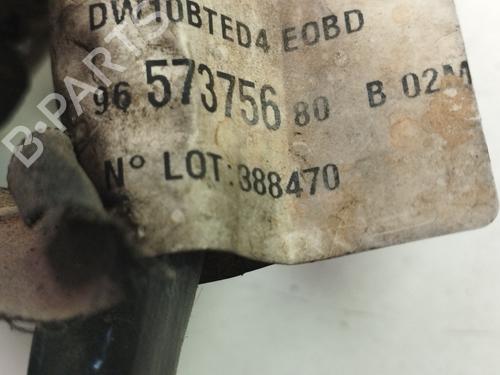 DW10BTED4 EOBD
96 573756 80 B 02M
N° LOT: 388470
B-PARTS